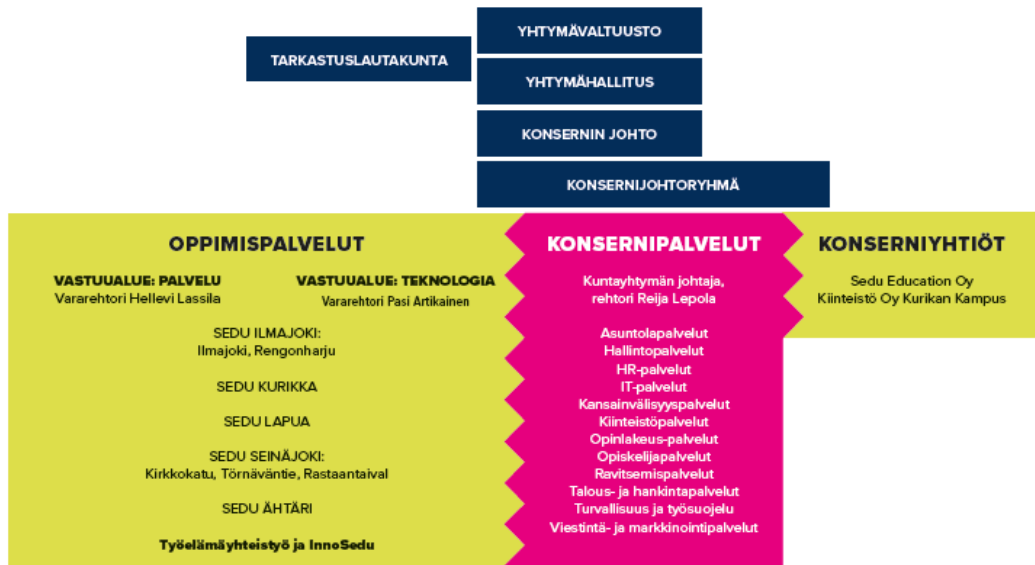 YHTYMÄVALTUUSTO
TARKASTUSLAUTAKUNTA
YHTYMÄHALLITUS
KONSERNIN JOHTO
KONSERNIJOHTORYHMÄ
OPPIMISPALVELUT
VASTUUALUE: PALVELU
Vararehtori Hellevi Lassila
VASTUUALUE: TEKNOLOGIA
Vararehtori Pasi Artikainen
SEDU ILMAJOKI:
Ilmajoki, Rengonharju
SEDU KURIKKA
SEDU LAPUA
SEDU SEINÄJOKI:
Kirkkokatu, Törnäväntie, Rastaantaival
SEDU ÄHTÄRI
Työelämäyhteistyö ja InnoSedu
KONSERNIPALVELUT
Kuntayhtymän johtaja,
rehtori Reija Lepola
Asuntolapalvelut
Hallintopalvelut
HR-palvelut
IT-palvelut
Kansainvälisyyspalvelut
Kiinteistöpalvelut
Opinlakeus-palvelut
Opiskelijapalvelut
Ravitsemispalvelut
Talous- ja hankintapalvelut
Turvallisuus ja työsuojelu
Viestintä- ja markkinointipalvelut
KONSERNIYHTIÖT
Sedu Education Oy
Kiinteistö Oy Kurikan Kampus